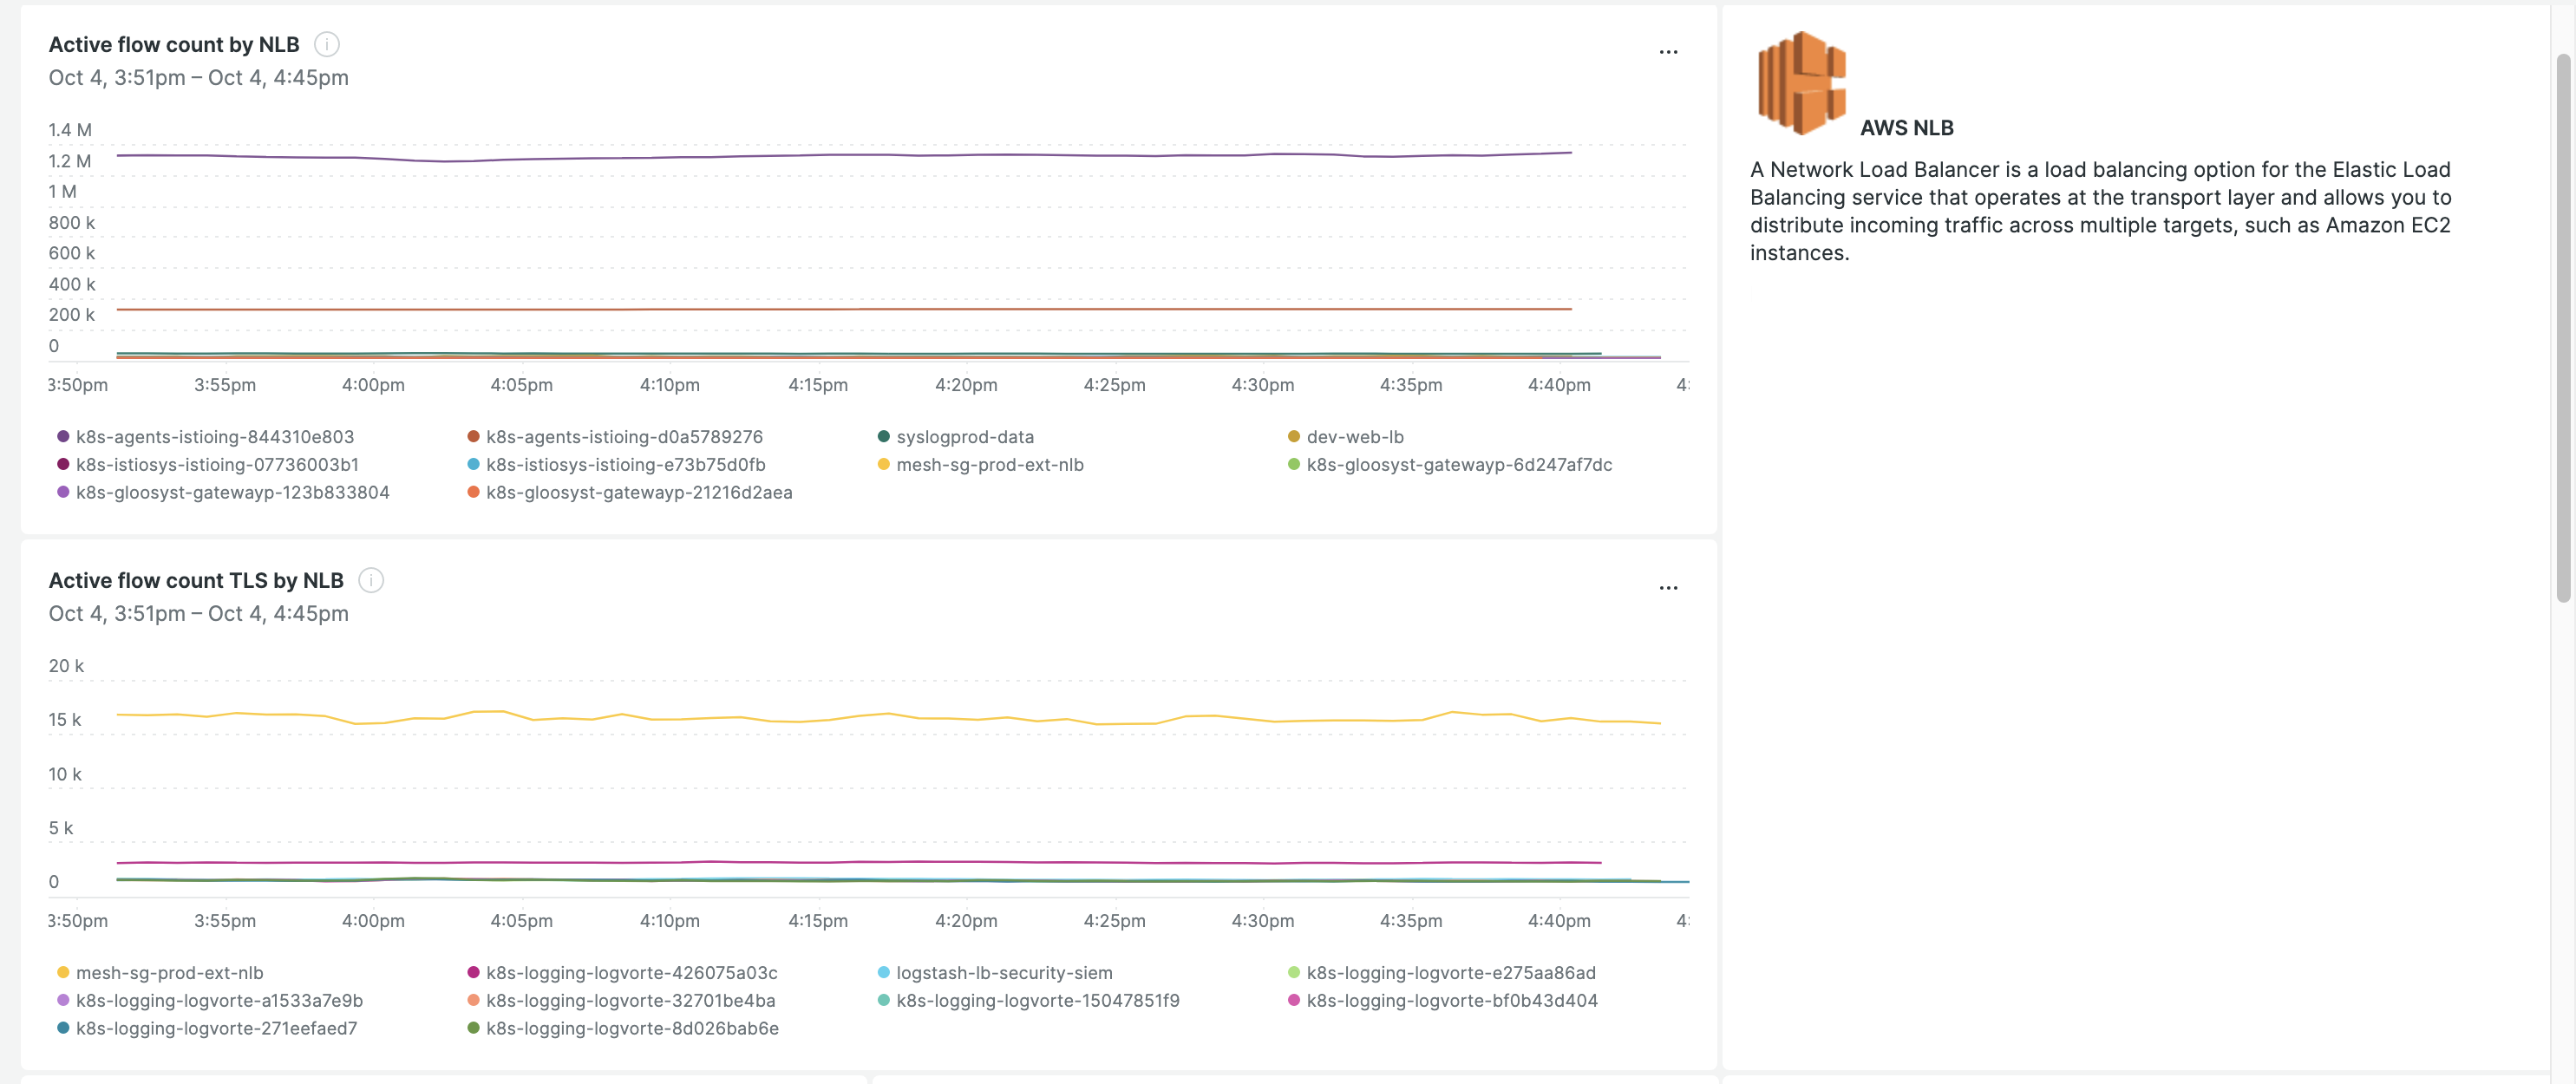 Active flow count by NLB
Oct 4, 3:51pm – Oct 4, 4:45pm
1.4 M
1.2 M
1 M
800 k
600 k
400 k
200 k
0
3:50pm 3:55pm 4:00pm 4:05pm 4:10pm 4:15pm 4:20pm 4:25pm 4:30pm 4:35pm 4:40pm 4:
k8s-agents-istioing-844310e803 k8s-agents-istioing-d0a5789276 syslogprod-data dev-web-lb
k8s-istiosys-istioing-07736003b1 k8s-istiosys-istioing-e73b75d0fb mesh-sg-prod-ext-nlb k8s-gloosyst-gatewayp-6d247af7dc
k8s-gloosyst-gatewayp-123b833804 k8s-gloosyst-gatewayp-21216d2aea
Active flow count TLS by NLB
Oct 4, 3:51pm – Oct 4, 4:45pm
20 k
15 k
10 k
5 k
0
3:50pm 3:55pm 4:00pm 4:05pm 4:10pm 4:15pm 4:20pm 4:25pm 4:30pm 4:35pm 4:40pm 4:
mesh-sg-prod-ext-nlb k8s-logging-logvorte-426075a03c logstash-lb-security-siem k8s-logging-logvorte-e275aa86ad
k8s-logging-logvorte-a1533a7e9b k8s-logging-logvorte-32701be4ba k8s-logging-logvorte-15047851f9 k8s-logging-logvorte-bf0b43d404
k8s-logging-logvorte-271eefaed7 k8s-logging-logvorte-8d026bab6e
AWS NLB
A Network Load Balancer is a load balancing option for the Elastic Load
Balancing service that operates at the transport layer and allows you to
distribute incoming traffic across multiple targets, such as Amazon EC2
instances.